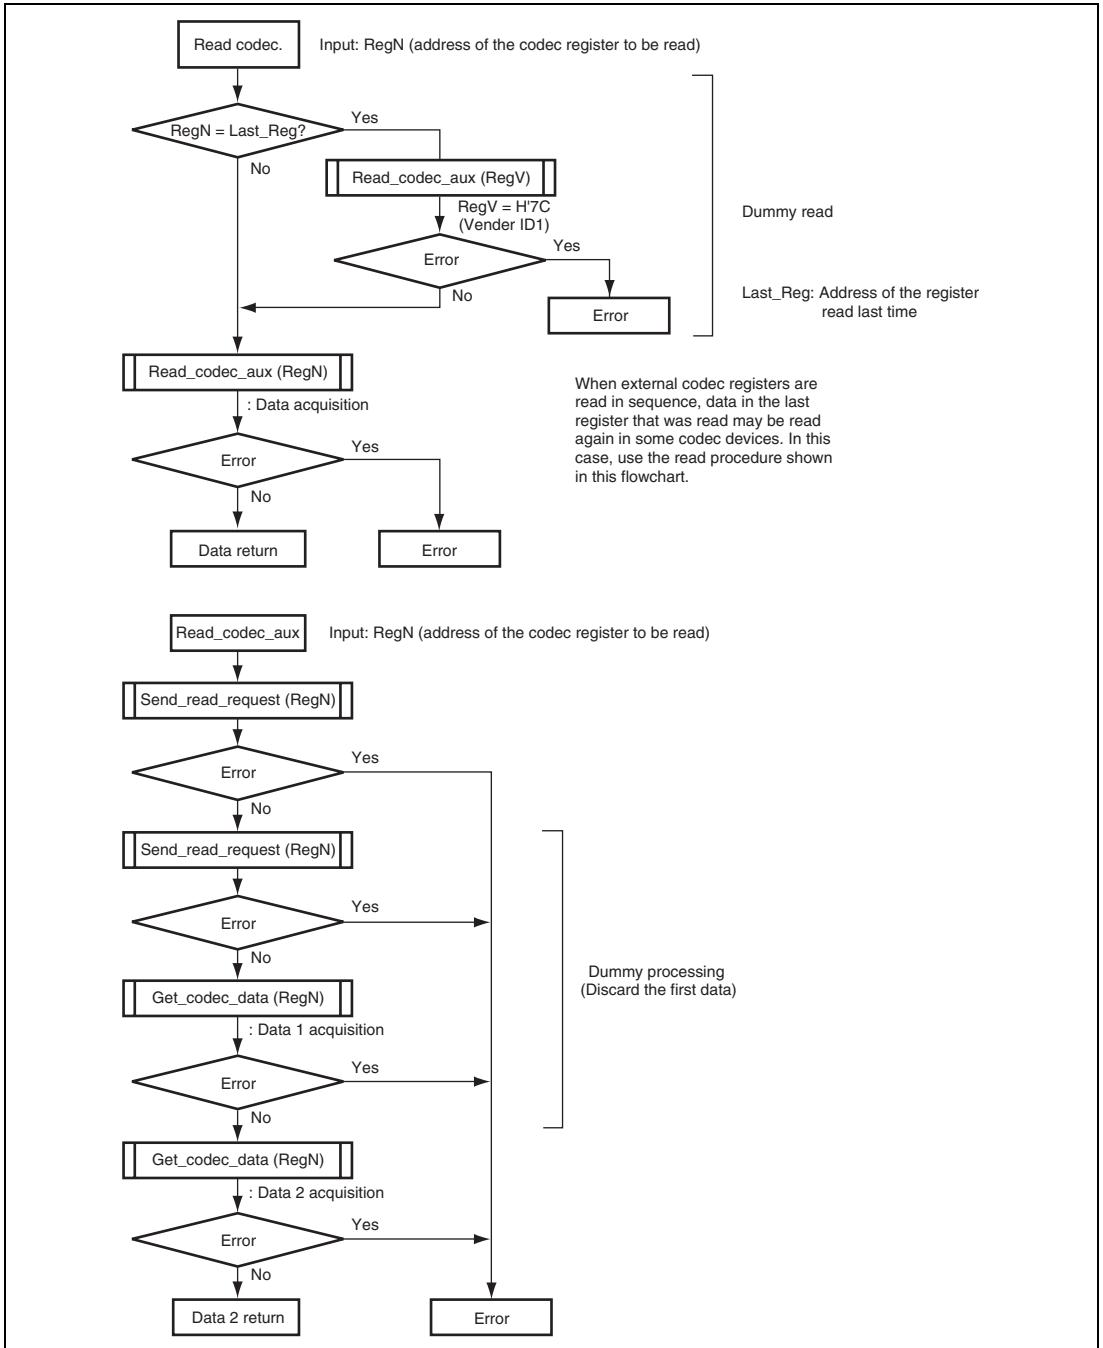 Read codec.
Input: RegN (address of the codec register to be read)
RegN = Last_Reg?
Yes
No
Read_codec_aux (RegV)
RegV = H'7C
(Vender ID1)
Error
Yes
No
Error
Dummy read
Last_Reg: Address of the register
read last time
Read_codec_aux (RegN)
: Data acquisition
Error
Yes
No
Data return
Error
When external codec registers are
read in sequence, data in the last
register that was read may be read
again in some codec devices. In this
case, use the read procedure shown
in this flowchart.
Read_codec_aux
Input: RegN (address of the codec register to be read)
Send_read_request (RegN)
Error
Yes
No
Send_read_request (RegN)
Error
Yes
No
Get_codec_data (RegN)
: Data 1 acquisition
Error
Yes
No
Dummy processing
(Discard the first data)
Get_codec_data (RegN)
: Data 2 acquisition
Error
Yes
No
Data 2 return
Error